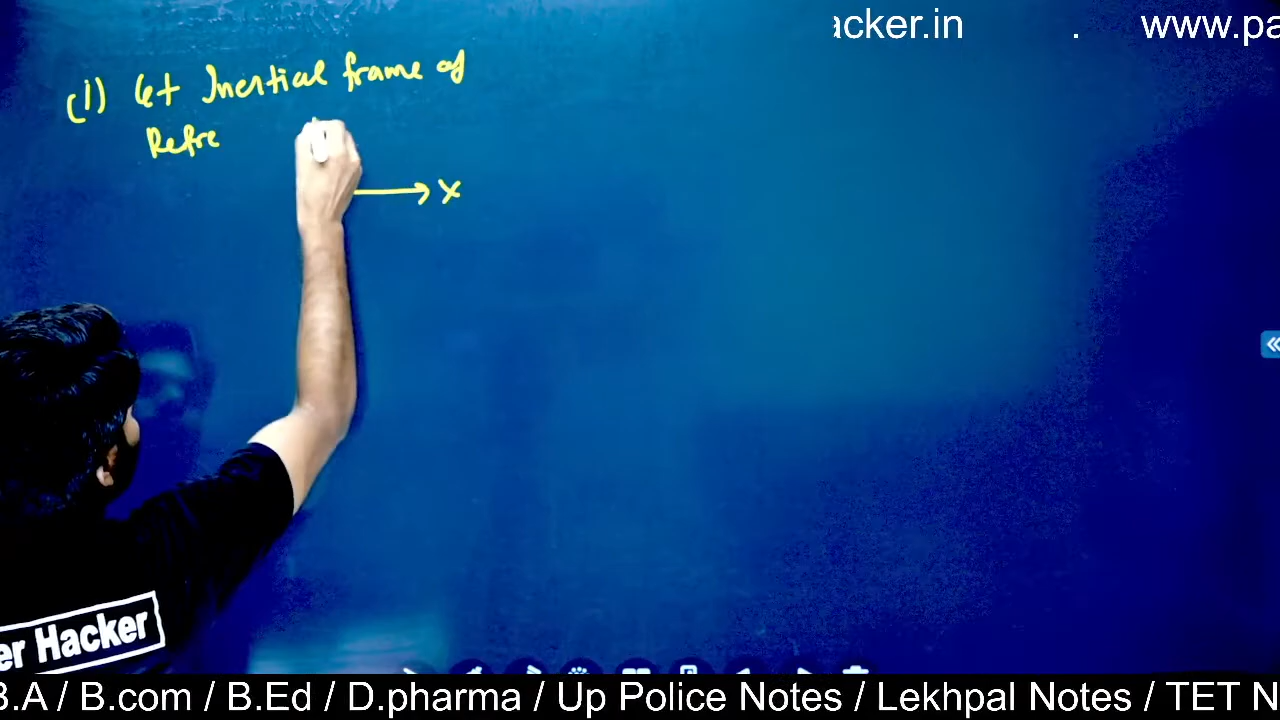 acker.in . www.pa
(1) Let Inertial frame of
Refre
X
er Hacker
B.A / B.com / B.Ed / D.pharma / Up Police Notes / Lekhpal Notes / TET N